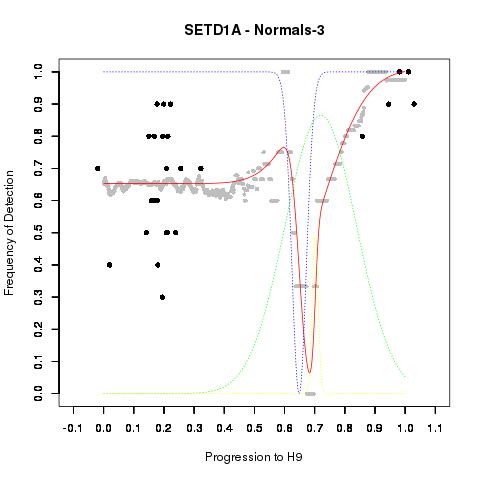 SETD1A - Normals-3
Frequency of Detection
1.0
0.9
0.8
0.7
0.6
0.5
0.4
0.3
0.2
0.1
0.0
-0.1 0.0 0.1 0.2 0.3 0.4 0.5 0.6 0.7 0.8 0.9 1.0 1.1
Progression to H9